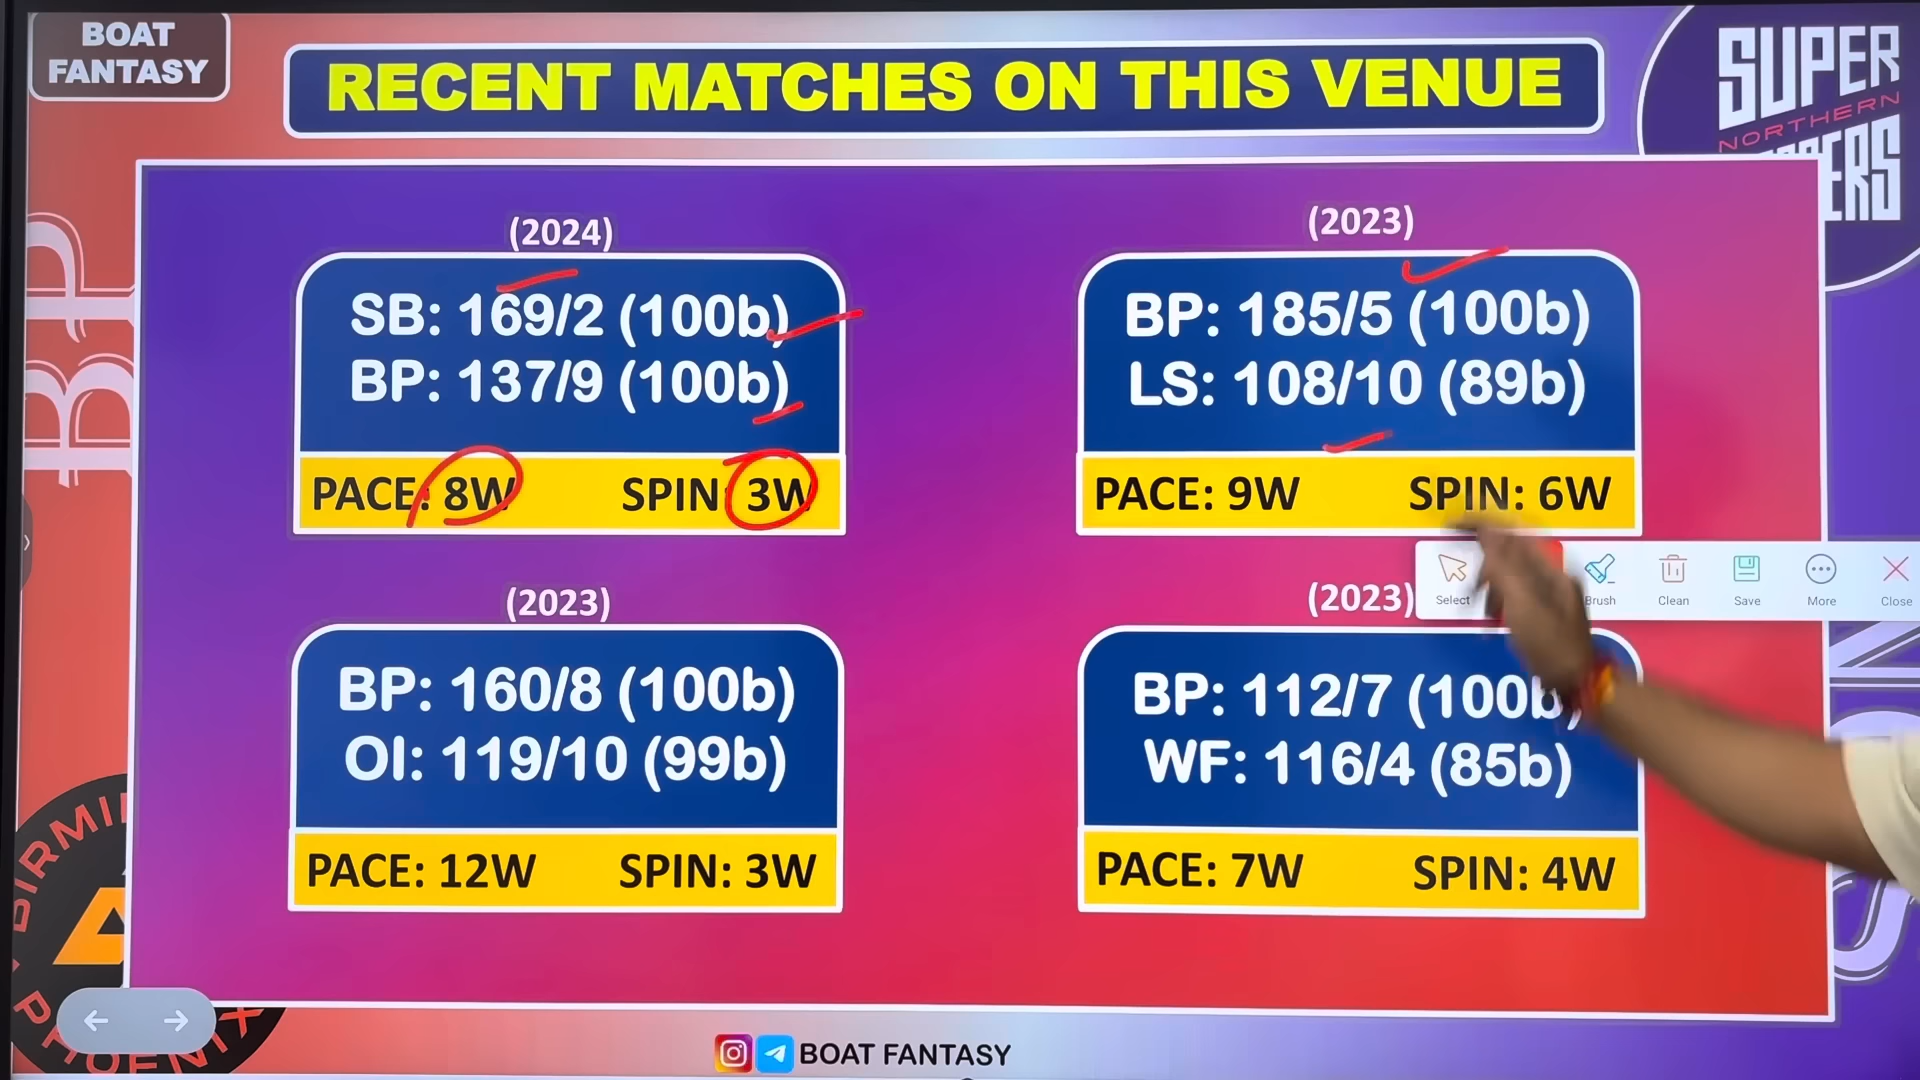 BOAT
FANTASY
RECENT MATCHES ON THIS VENUE
SUPER
NORTHERN
(2024)
SB: 169/2 (100b)
BP: 137/9 (100b)
PACE: 8W SPIN: 3W
(2023)
BP: 185/5 (100b)
LS: 108/10 (89b)
PACE: 9W SPIN: 6W
Select Brush Clean Save More Close
(2023)
BP: 160/8 (100b)
OI: 119/10 (99b)
PACE: 12W SPIN: 3W
(2023)
BP: 112/7 (100b)
WF: 116/4 (85b)
PACE: 7W SPIN: 4W
BP
PHOENIX
BOAT FANTASY